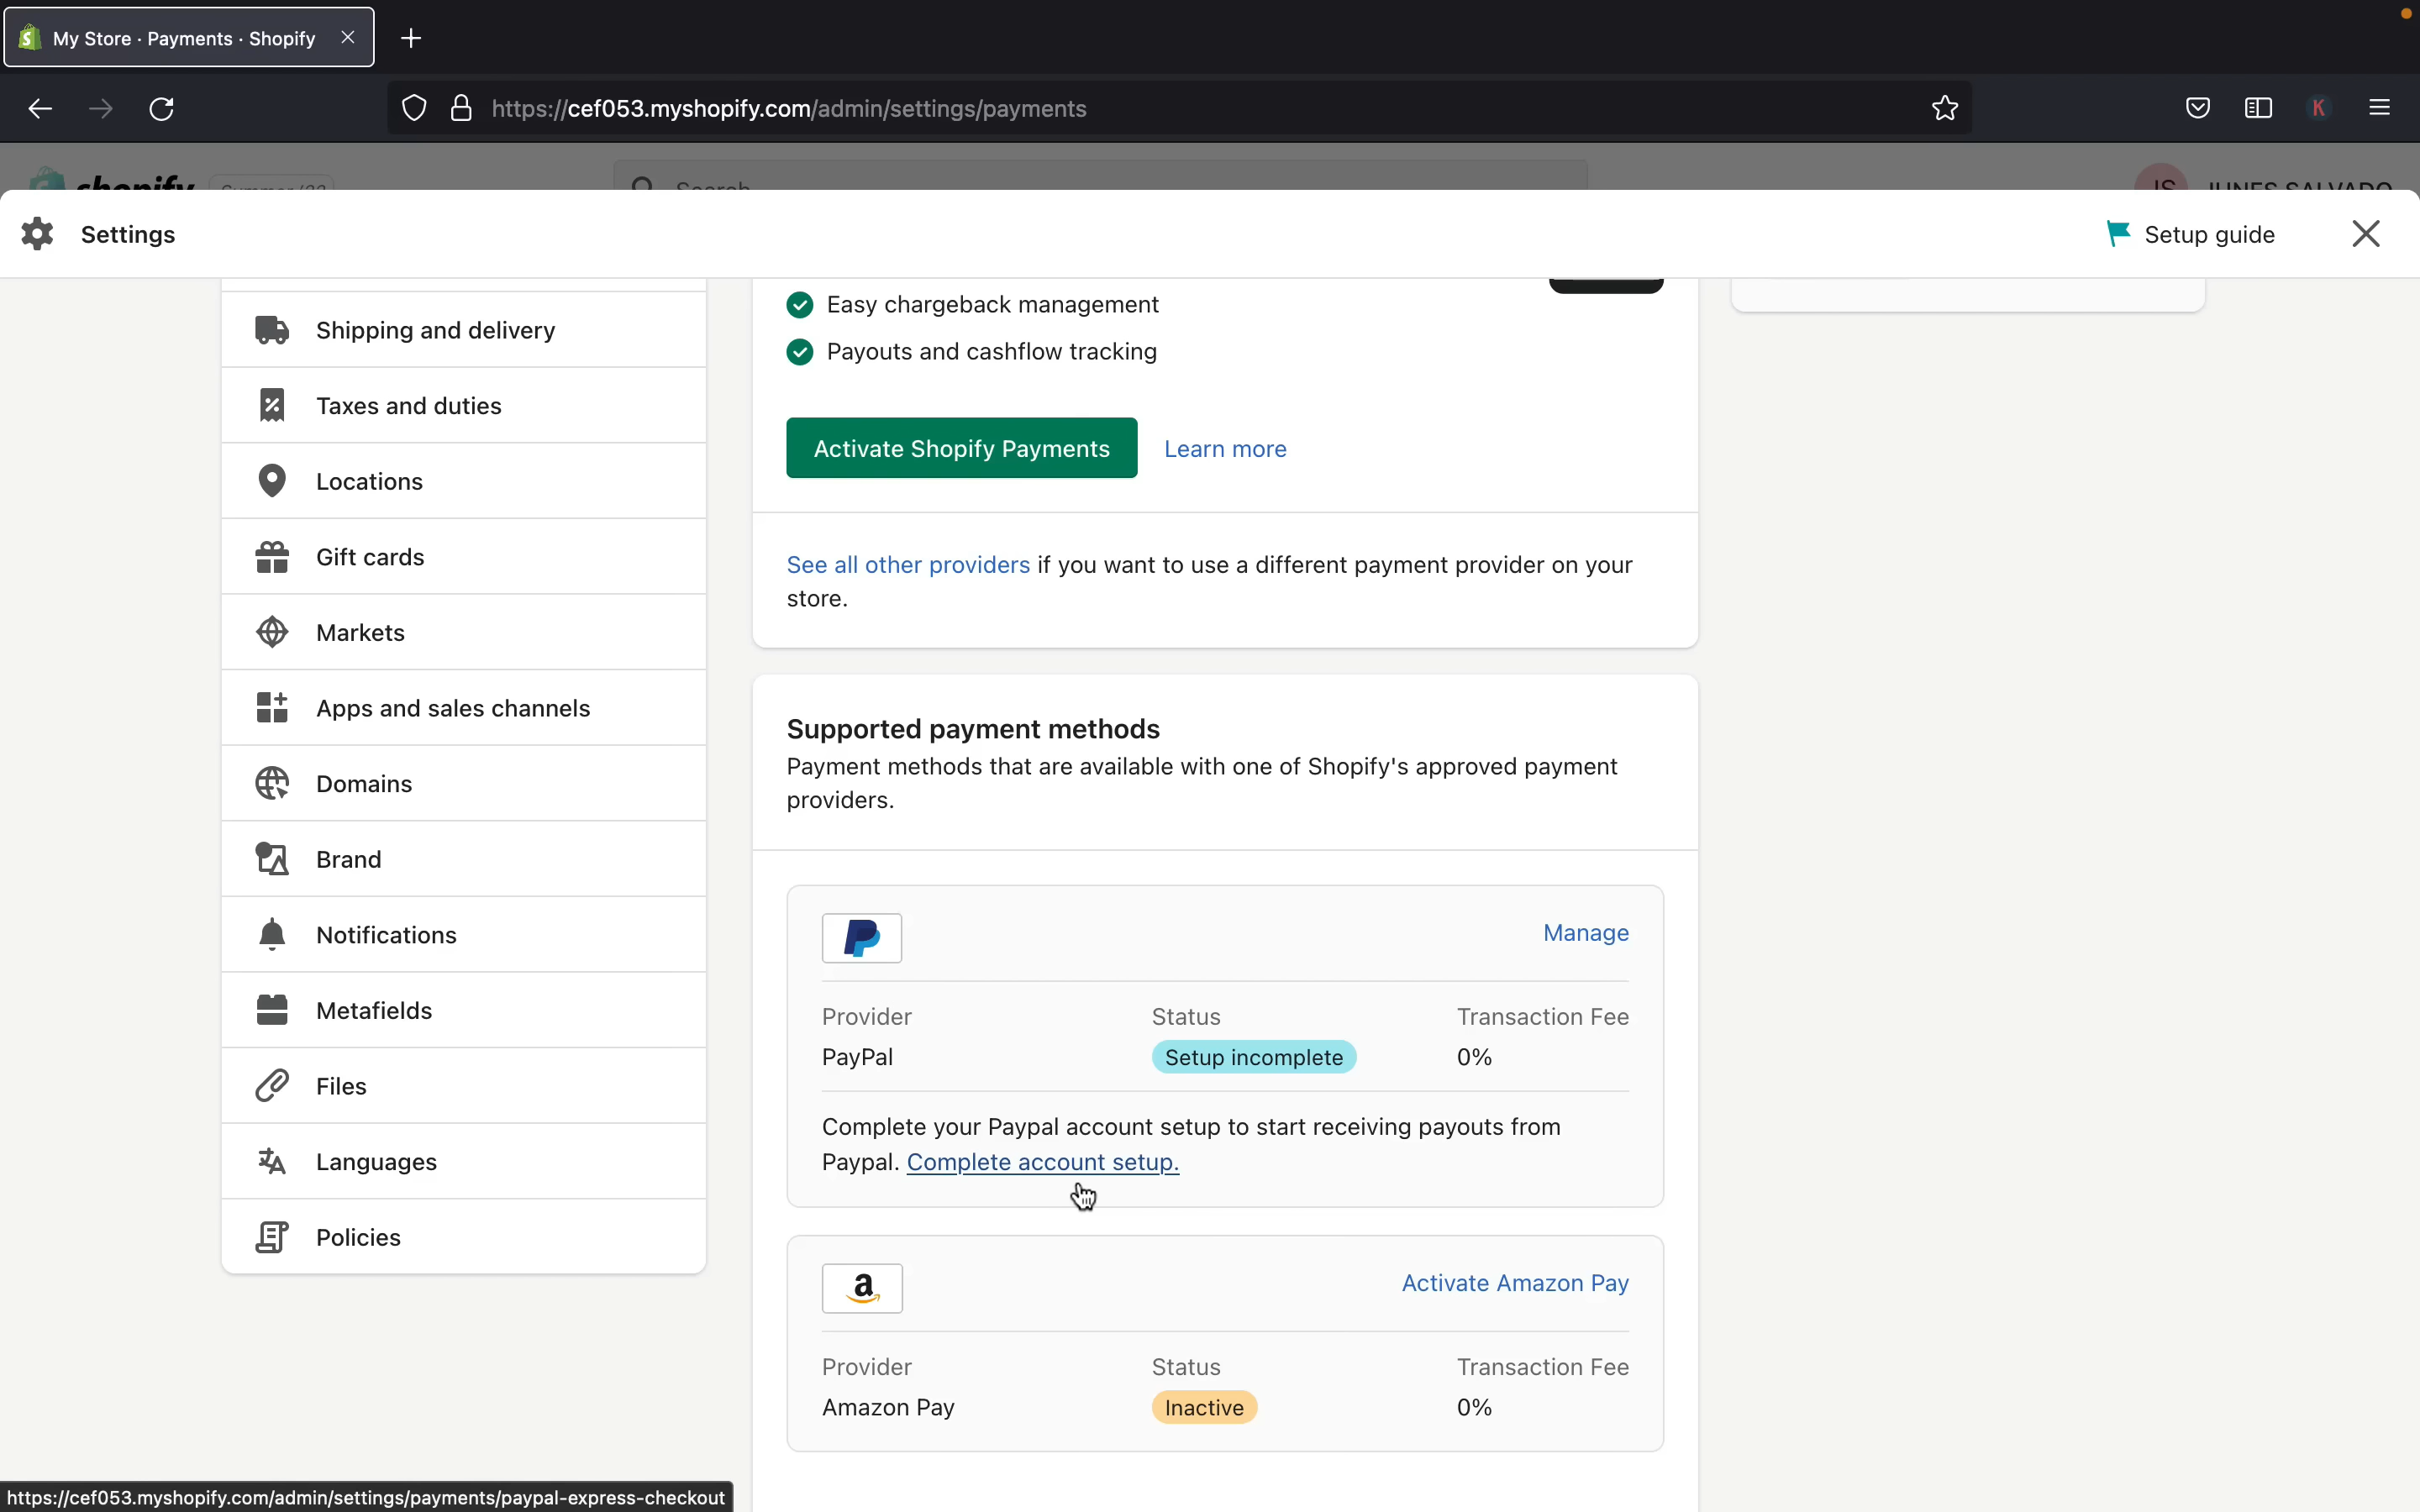 My Store · Payments · Shopify
https://cef053.myshopify.com/admin/settings/payments
K
shopify
Search
JS
JUNES SALVADO
Settings
Setup guide
Shipping and delivery
Taxes and duties
Locations
Gift cards
Markets
Apps and sales channels
Domains
Brand
Notifications
Metafields
Files
Languages
Policies
Easy chargeback management
Payouts and cashflow tracking
Activate Shopify Payments
Learn more
See all other providers if you want to use a different payment provider on your
store.
Supported payment methods
Payment methods that are available with one of Shopify's approved payment
providers.
Manage
Provider Status Transaction Fee
PayPal Setup incomplete 0%
Complete your Paypal account setup to start receiving payouts from
Paypal. Complete account setup.
a
Activate Amazon Pay
Provider Status Transaction Fee
Amazon Pay Inactive 0%
https://cef053.myshopify.com/admin/settings/payments/paypal-express-checkout